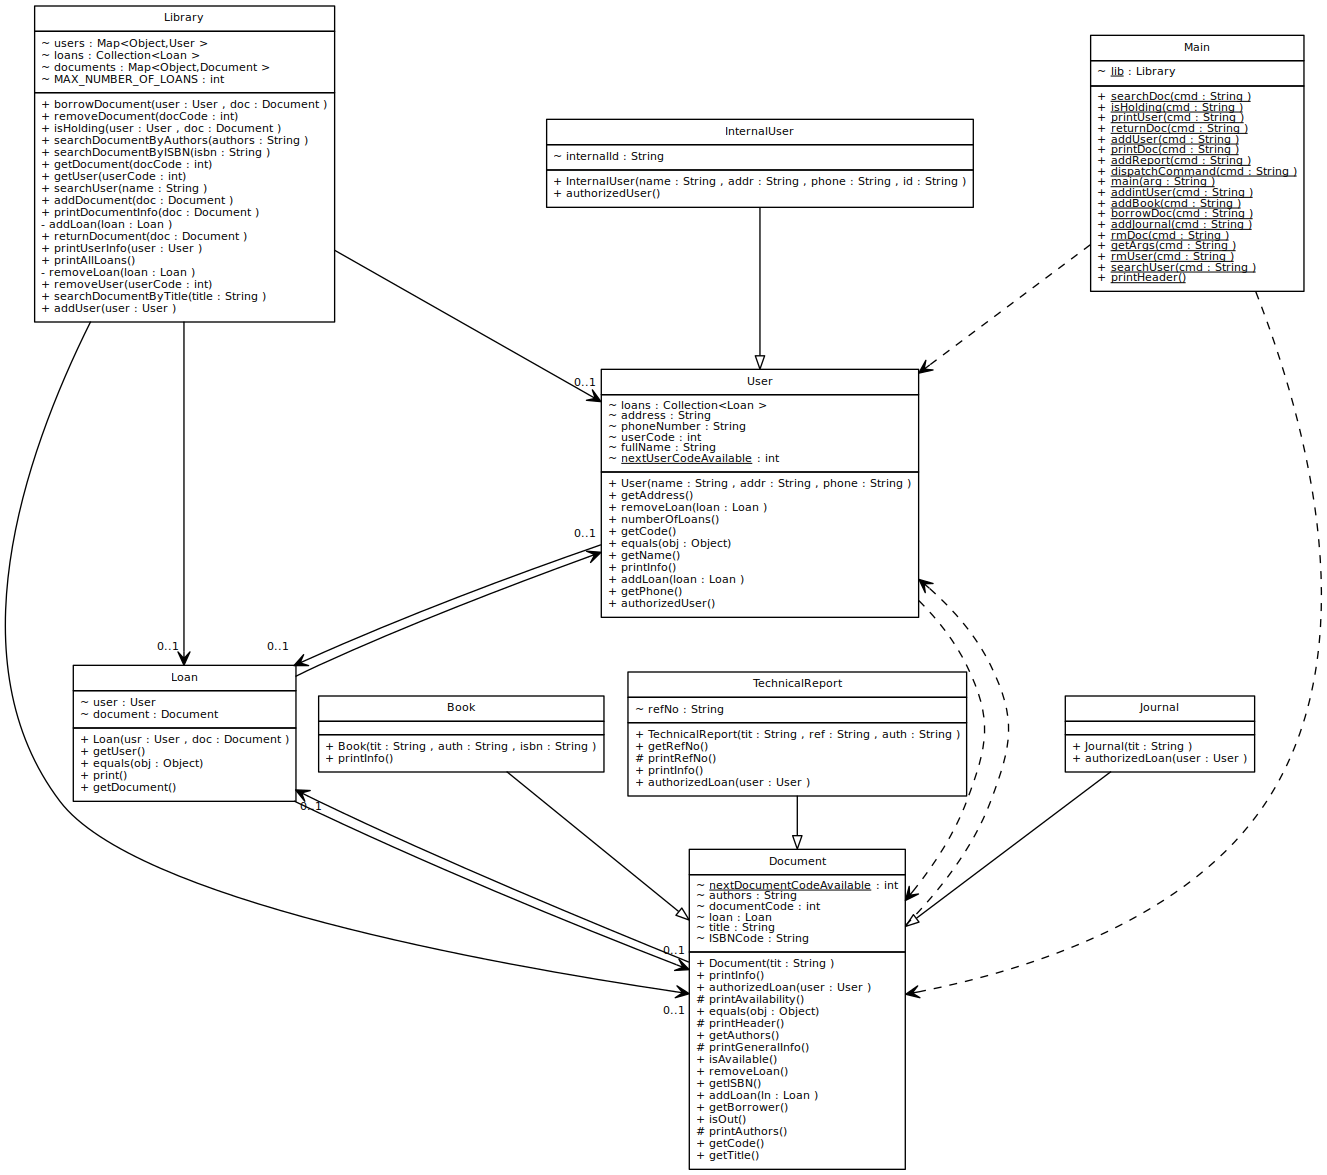 Library
~ users : Map<Object,User >
~ loans : Collection<Loan >
~ documents : Map<Object,Document >
~ MAX_NUMBER_OF_LOANS : int
+ borrowDocument(user : User , doc : Document )
+ removeDocument(docCode : int)
+ isHolding(user : User , doc : Document )
+ searchDocumentByAuthors(authors : String )
+ searchDocumentByISBN(isbn : String )
+ getDocument(docCode : int)
+ getUser(userCode : int)
+ searchUser(name : String )
+ addDocument(doc : Document )
+ printDocumentInfo(doc : Document )
- addLoan(loan : Loan )
+ returnDocument(doc : Document )
+ printUserInfo(user : User )
+ printAllLoans()
- removeLoan(loan : Loan )
+ removeUser(userCode : int)
+ searchDocumentByTitle(title : String )
+ addUser(user : User )
InternalUser
~ internalId : String
+ InternalUser(name : String , addr : String , phone : String , id : String )
+ authorizedUser()
Main
~ lib : Library
+ searchDoc(cmd : String )
+ isHolding(cmd : String )
+ printUser(cmd : String )
+ returnDoc(cmd : String )
+ addUser(cmd : String )
+ printDoc(cmd : String )
+ addReport(cmd : String )
+ dispatchCommand(cmd : String )
+ main(arg : String )
+ addintUser(cmd : String )
+ addBook(cmd : String )
+ borrowDoc(cmd : String )
+ addJournal(cmd : String )
+ rmDoc(cmd : String )
+ getArgs(cmd : String )
+ rmUser(cmd : String )
+ searchUser(cmd : String )
+ printHeader()
0..1
User
~ loans : Collection<Loan >
~ address : String
~ phoneNumber : String
~ userCode : int
~ fullName : String
~ nextUserCodeAvailable : int
+ User(name : String , addr : String , phone : String )
+ getAddress()
+ removeLoan(loan : Loan )
+ numberOfLoans()
+ getCode()
+ equals(obj : Object)
+ getName()
+ printInfo()
+ addLoan(loan : Loan )
+ getPhone()
+ authorizedUser()
0..1
0..1
0..1
Loan
~ user : User
~ document : Document
+ Loan(usr : User , doc : Document )
+ getUser()
+ equals(obj : Object)
+ print()
+ getDocument()
0..1
Book
+ Book(tit : String , auth : String , isbn : String )
+ printInfo()
TechnicalReport
~ refNo : String
+ TechnicalReport(tit : String , ref : String , auth : String )
+ getRefNo()
# printRefNo()
+ printInfo()
+ authorizedLoan(user : User )
Journal
+ Journal(tit : String )
+ authorizedLoan(user : User )
Document
~ nextDocumentCodeAvailable : int
~ authors : String
~ documentCode : int
~ loan : Loan
~ title : String
~ ISBNCode : String
+ Document(tit : String )
+ printInfo()
+ authorizedLoan(user : User )
# printAvailability()
+ equals(obj : Object)
# printHeader()
+ getAuthors()
# printGeneralInfo()
+ isAvailable()
+ removeLoan()
+ getISBN()
+ addLoan(ln : Loan )
+ getBorrower()
+ isOut()
# printAuthors()
+ getCode()
+ getTitle()
0..1
0..1